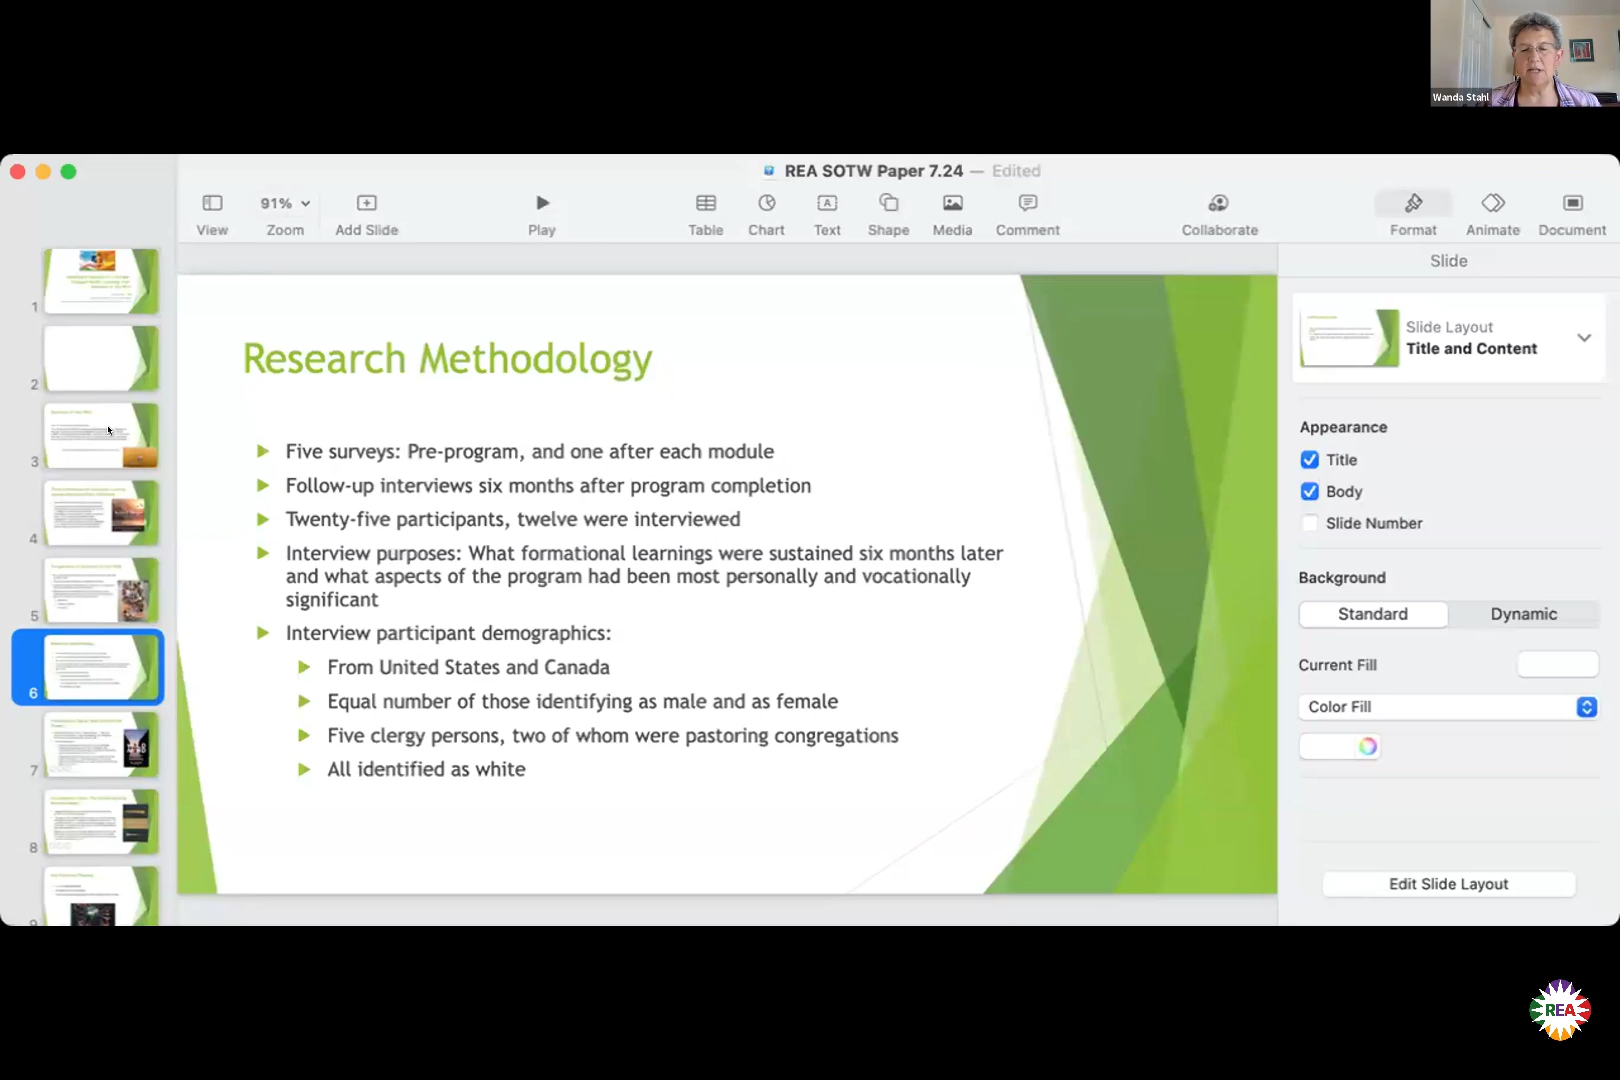 Wanda Stahl
REA SOTW Paper 7.24 — Edited
91%
View
Zoom
Add Slide
Play
Table
Chart
Text
Shape
Media
Comment
Collaborate
Format
Animate
Document
1
2
3
4
5
6
7
8
9
Research Methodology
Five surveys: Pre-program, and one after each module
Follow-up interviews six months after program completion
Twenty-five participants, twelve were interviewed
Interview purposes: What formational learnings were sustained six months later
and what aspects of the program had been most personally and vocationally
significant
Interview participant demographics:
From United States and Canada
Equal number of those identifying as male and as female
Five clergy persons, two of whom were pastoring congregations
All identified as white
Slide
Slide Layout
Title and Content
Appearance
Title
Body
Slide Number
Background
Standard
Dynamic
Current Fill
Color Fill
Edit Slide Layout
REA